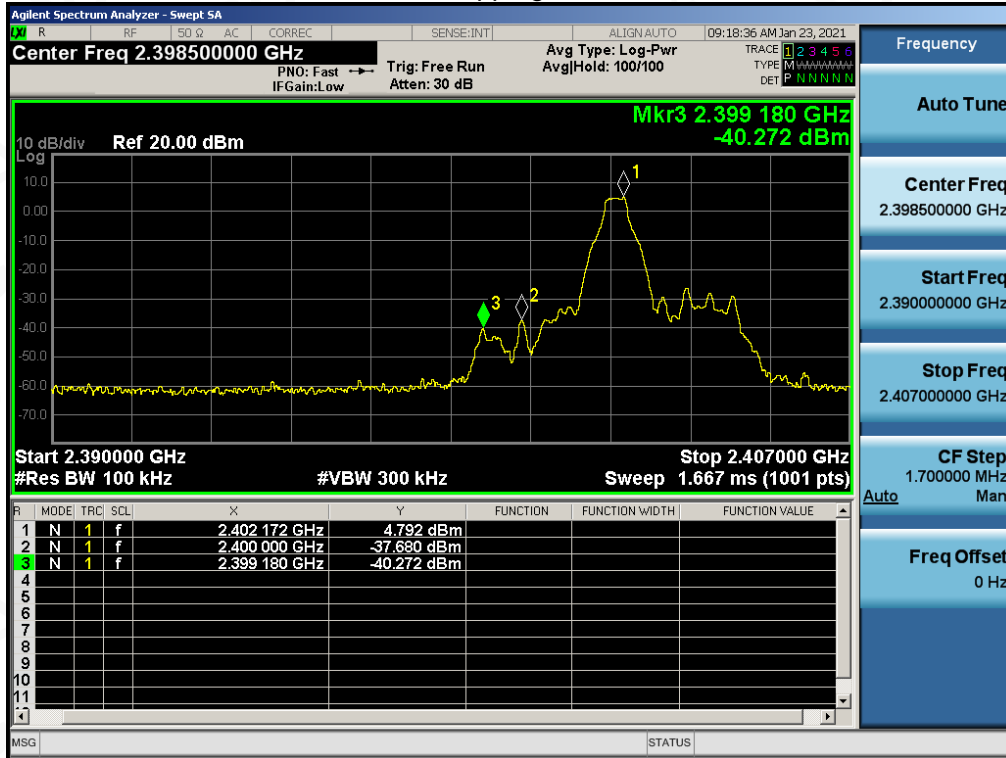 Agilent Spectrum Analyzer - Swept SA
LXI R RF 50 Ω AC CORREC SENSE:INT ALIGN AUTO 09:18:36 AM Jan 23, 2021
Center Freq 2.398500000 GHz
PNO: Fast
IFGain:Low
Trig: Free Run
Atten: 30 dB
Avg Type: Log-Pwr
Avg|Hold: 100/100
TRACE 1 2 3 4 5 6
TYPE M
DET P N N N N N
Frequency
Auto Tune
Center Freq
2.398500000 GHz
Start Freq
2.390000000 GHz
Stop Freq
2.407000000 GHz
CF Step
1.700000 MHz
Auto Man
Freq Offset
0 Hz
Mkr3 2.399 180 GHz
-40.272 dBm
10 dB/div Ref 20.00 dBm
Log
10.0
0.00
-10.0
-20.0
-30.0
-40.0
-50.0
-60.0
-70.0
1
2
3
Start 2.390000 GHz Stop 2.407000 GHz
#Res BW 100 kHz #VBW 300 kHz Sweep 1.667 ms (1001 pts)
R MODE TRC SCL X Y FUNCTION FUNCTION WIDTH FUNCTION VALUE
1 N 1 f 2.402 172 GHz 4.792 dBm
2 N 1 f 2.400 000 GHz -37.680 dBm
3 N 1 f 2.399 180 GHz -40.272 dBm
4
5
6
7
8
9
10
11
MSG STATUS